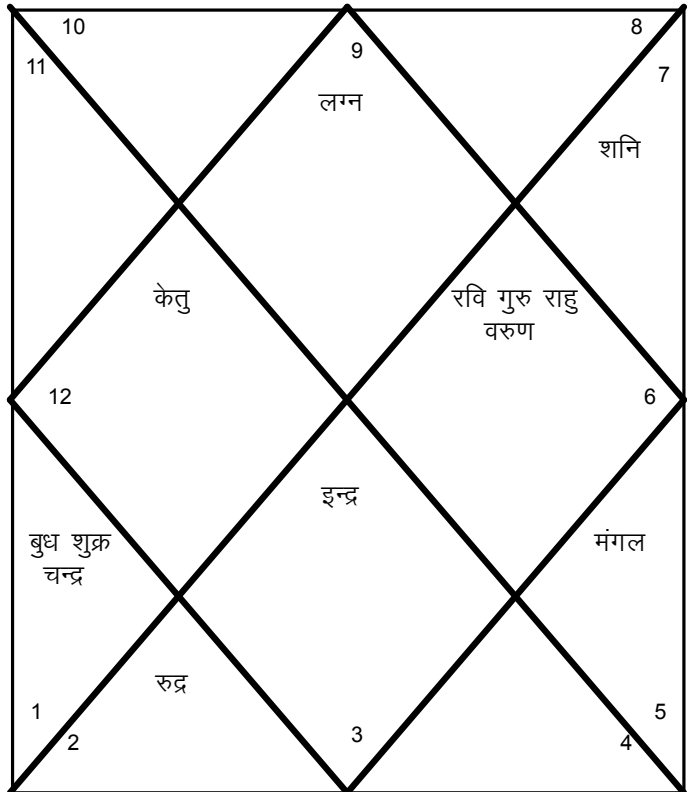 10
8
9
11
7
लग्न
शनि
केतु
रवि गुरु राहु
वरुण
12
6
इन्द्र
बुध शुक्र
चन्द्र
मंगल
रुद्र
1
5
3
2
4